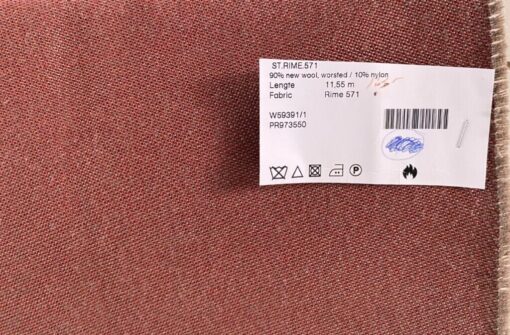 ST.RIME.571
90% new wool, worsted / 10% nylon
Lengte 11,55 m
Fabric Rime 571
W59391/1
PR973550
P